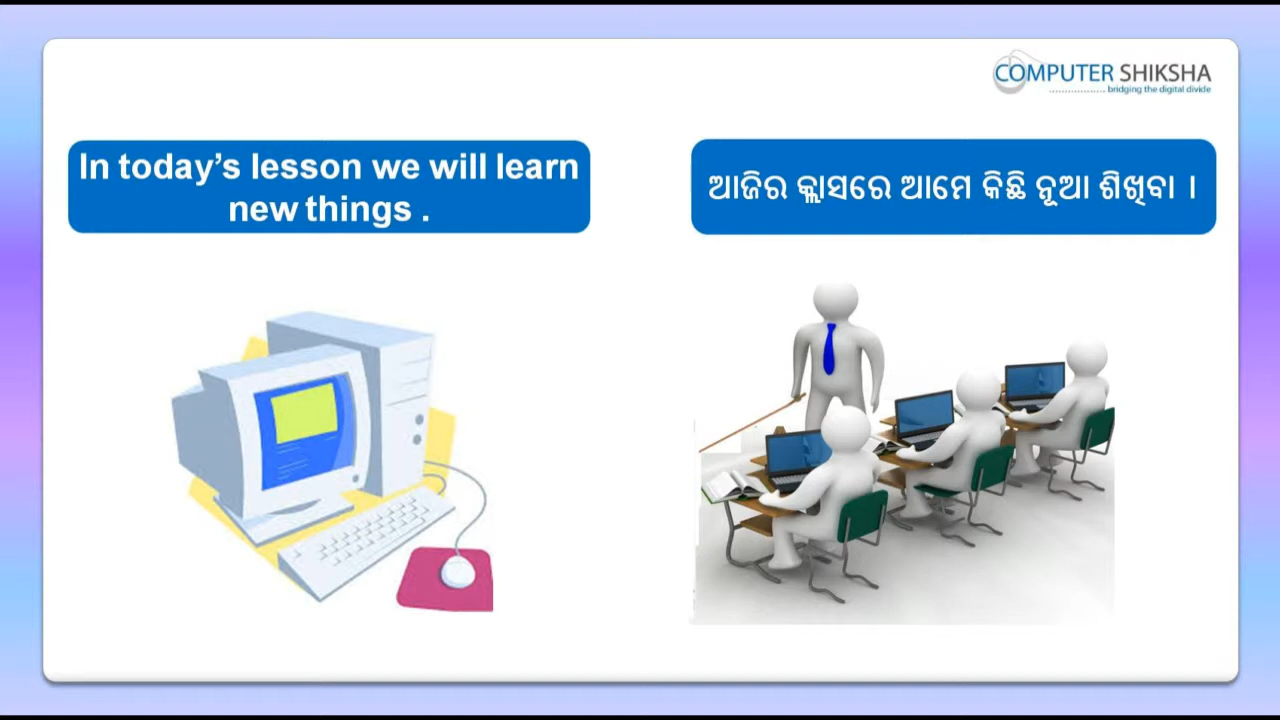 COMPUTER SHIKSHA
bridging the digital divide
In today's lesson we will learn
new things .
ଆଜିର କ୍ଲାସରେ ଆମେ କିଛି ନୂଆ ଶିଖିବା ।